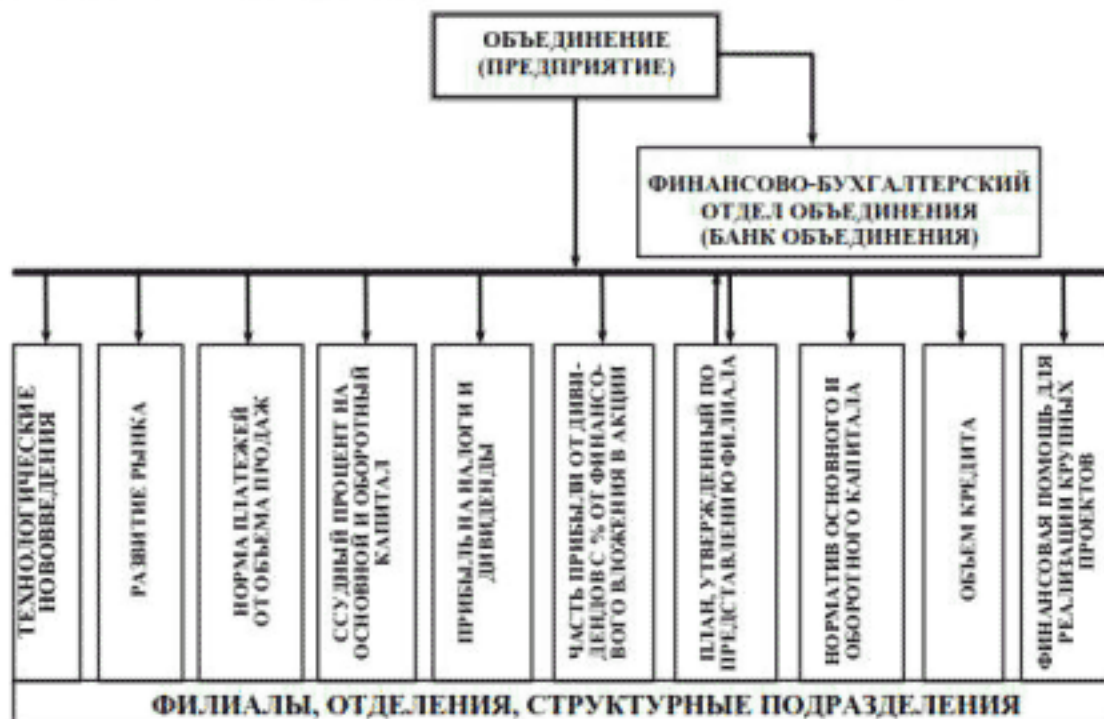 ОБЪЕДИНЕНИЕ
(ПРЕДПРИЯТИЕ)
ФИНАНСОВО-БУХГАЛТЕРСКИЙ
ОТДЕЛ ОБЪЕДИНЕНИЯ
(БАНК ОБЪЕДИНЕНИЯ)
ТЕХНОЛОГИЧЕСКИЕ
НОВОВВЕДЕНИЯ
РАЗВИТИЕ РЫНКА
НОРМА ПЛАТЕЖЕЙ
ОТ ОБЪЕМА ПРОДАЖ
ССУДНЫЙ ПРОЦЕНТ НА
ОСНОВНОЙ И ОБОРОТНЫЙ
КАПИТАЛ
ПРИБЫЛЬ НА НАЛОГИ И
ДИВИДЕНДЫ
ЧАСТЬ ПРИБЫЛИ ОТ ДИВИ-
ДЕНДОВ С % ОТ ФИНАНСО-
ВОГО ВЛОЖЕНИЯ В АКЦИИ
ПЛАН, УТВЕРЖДЕННЫЙ ПО
ПРЕДСТАВЛЕНИЮ ФИЛИАЛА
НОРМАТИВ ОСНОВНОГО И
ОБОРОТНОГО КАПИТАЛА
ОБЪЕМ КРЕДИТА
ФИНАНСОВАЯ ПОМОЩЬ ДЛЯ
РЕАЛИЗАЦИИ КРУПНЫХ
ПРОЕКТОВ
ФИЛИАЛЫ, ОТДЕЛЕНИЯ, СТРУКТУРНЫЕ ПОДРАЗДЕЛЕНИЯ